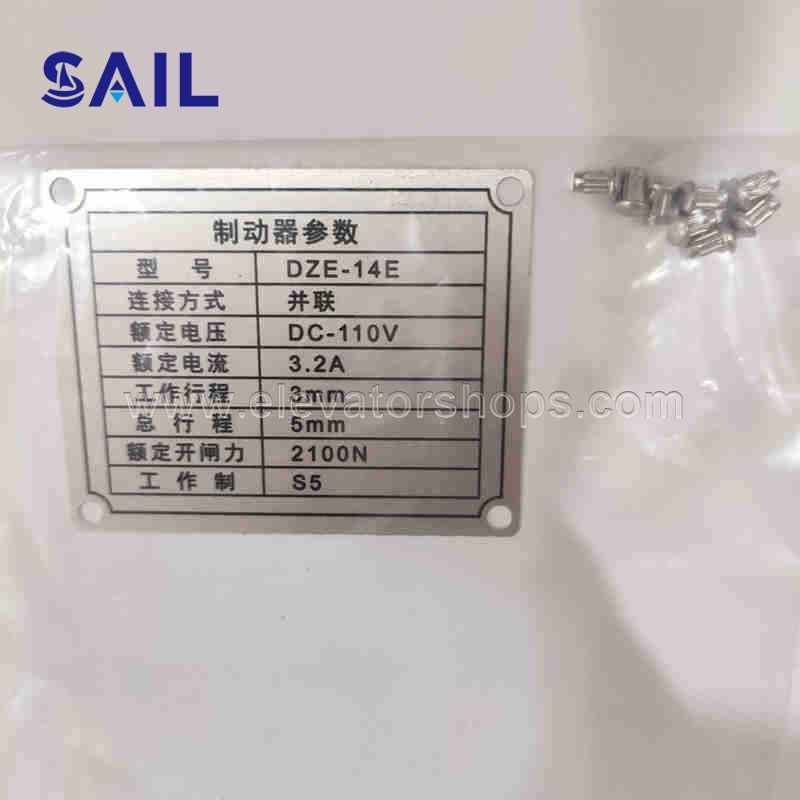 SAIL
制动器参数
型 号 DZE-14E
连接方式 并联
额定电压 DC-110V
额定电流 3.2A
工作行程 3mm
www.elevatorshops.com
总 行 程 5mm
额定开闸力 2100N
工 作 制 S5